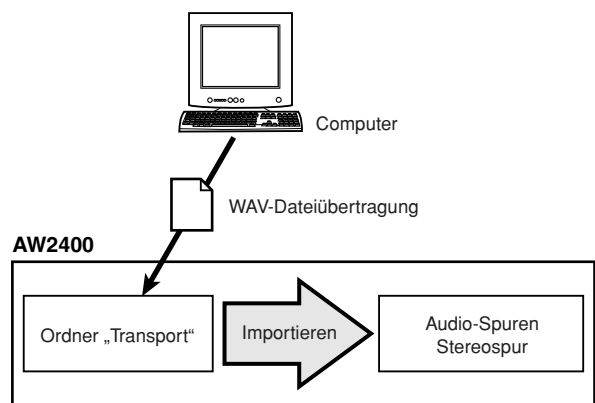 Computer
WAV-Dateiübertragung
AW2400
Ordner „Transport“
Importieren
Audio-Spuren
Stereospur